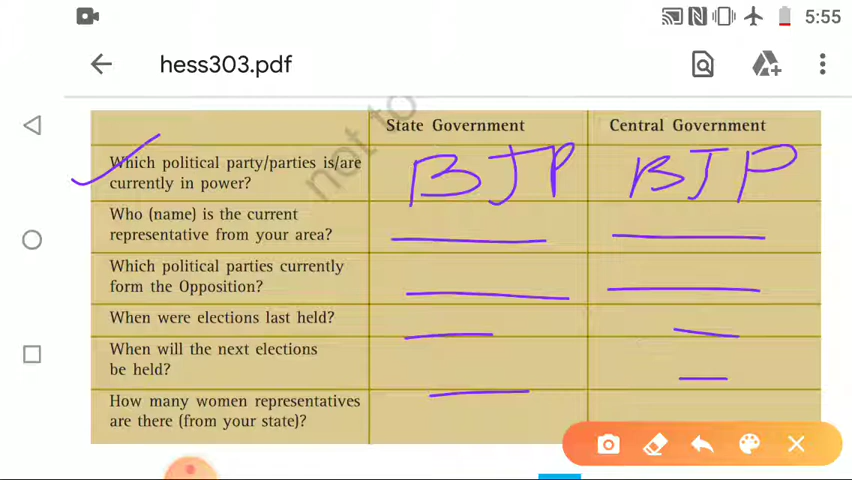 5:55
hess303.pdf
not to
State Government Central Government
Which political party/parties is/are
currently in power?
BJP BJP
Who (name) is the current
representative from your area?
Which political parties currently
form the Opposition?
When were elections last held?
When will the next elections
be held?
How many women representatives
are there (from your state)?